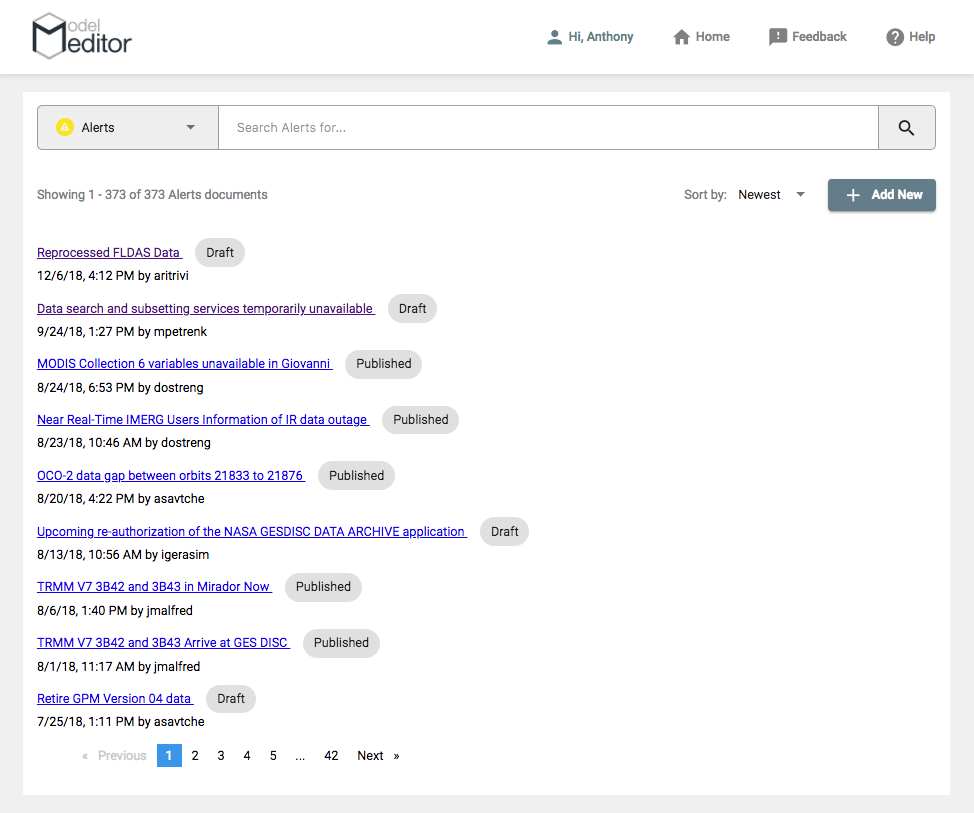 Model editor
Hi, Anthony Home Feedback Help
Alerts Search Alerts for...
Showing 1 - 373 of 373 Alerts documents Sort by: Newest + Add New
Reprocessed FLDAS Data Draft
12/6/18, 4:12 PM by aritrivi
Data search and subsetting services temporarily unavailable Draft
9/24/18, 1:27 PM by mpetrenk
MODIS Collection 6 variables unavailable in Giovanni Published
8/24/18, 6:53 PM by dostreng
Near Real-Time IMERG Users Information of IR data outage Published
8/23/18, 10:46 AM by dostreng
OCO-2 data gap between orbits 21833 to 21876 Published
8/20/18, 4:22 PM by asavtche
Upcoming re-authorization of the NASA GESDISC DATA ARCHIVE application Draft
8/13/18, 10:56 AM by igerasim
TRMM V7 3B42 and 3B43 in Mirador Now Published
8/6/18, 1:40 PM by jmalfred
TRMM V7 3B42 and 3B43 Arrive at GES DISC Published
8/1/18, 11:17 AM by jmalfred
Retire GPM Version 04 data Draft
7/25/18, 1:11 PM by asavtche
« Previous 1 2 3 4 5 ... 42 Next »